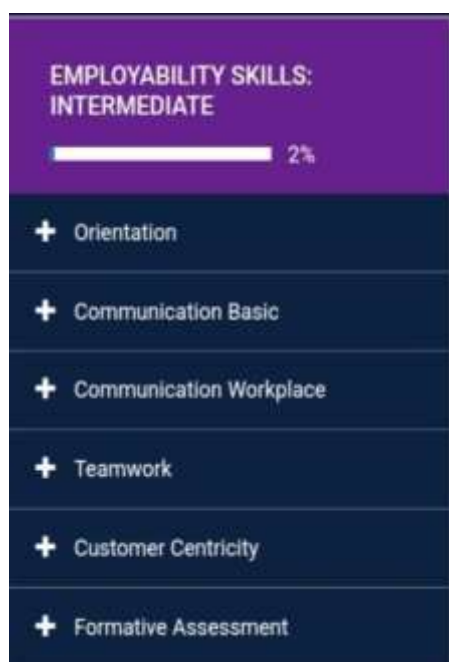 EMPLOYABILITY SKILLS:
INTERMEDIATE
2%
+ Orientation
+ Communication Basic
+ Communication Workplace
+ Teamwork
+ Customer Centricity
+ Formative Assessment